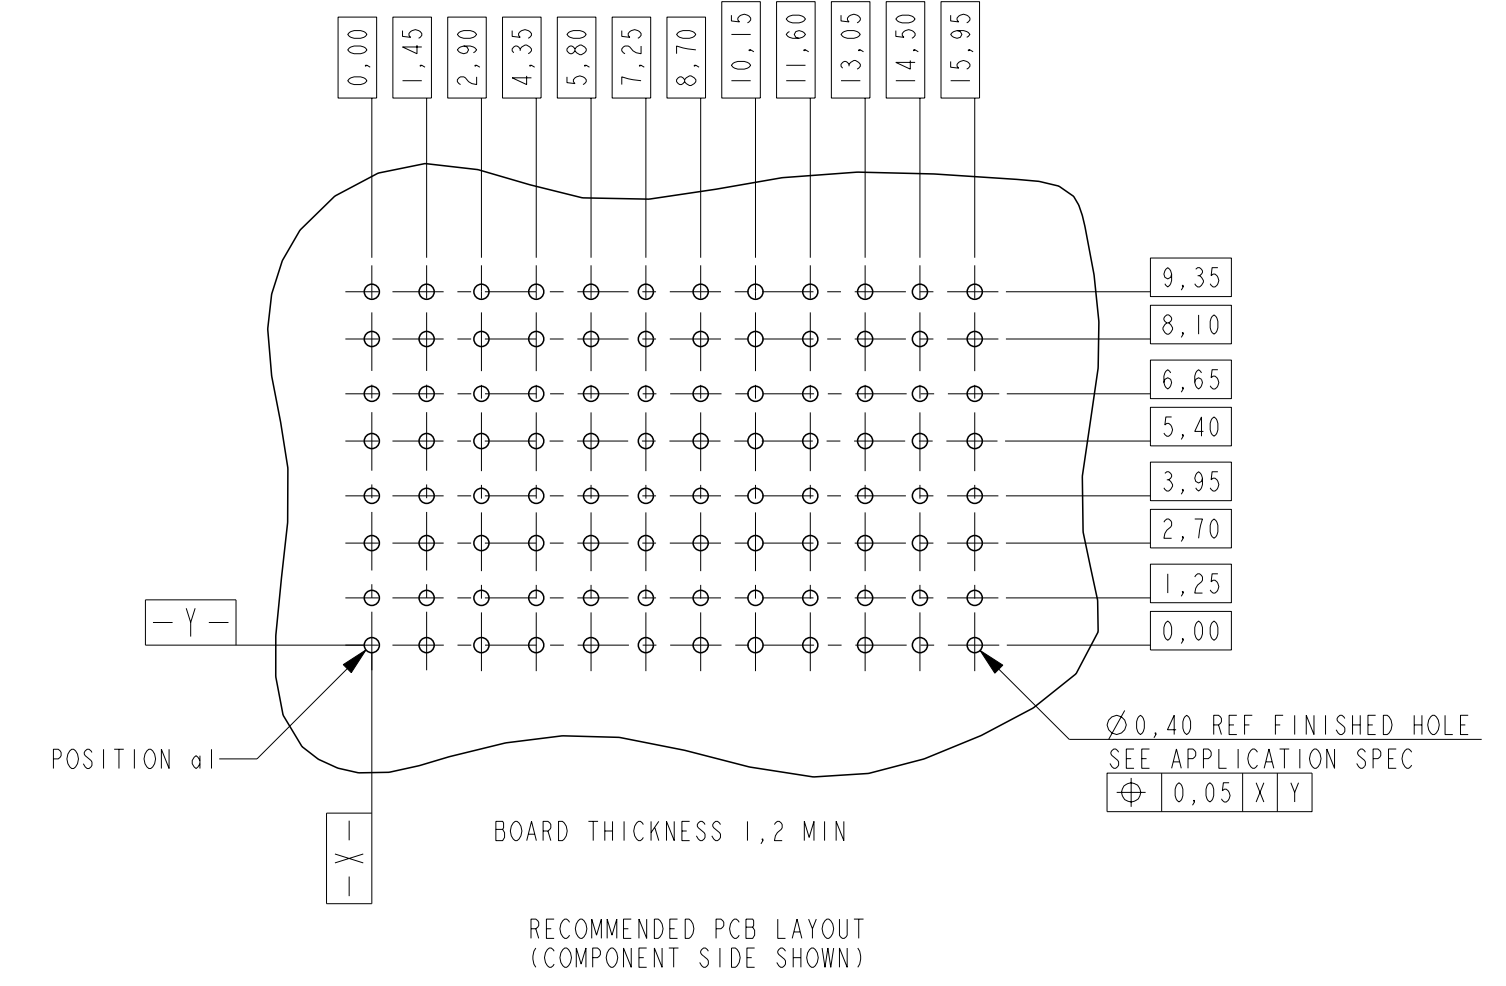 0,00
1,45
2,90
4,35
5,80
7,25
8,70
10,15
11,60
13,05
14,50
15,95
9,35
8,10
6,65
5,40
3,95
2,70
1,25
0,00
– Y –
POSITION a1
Ø0,40 REF FINISHED HOLE
SEE APPLICATION SPEC
⌖ 0,05 X Y
– X –
BOARD THICKNESS 1,2 MIN
RECOMMENDED PCB LAYOUT
(COMPONENT SIDE SHOWN)